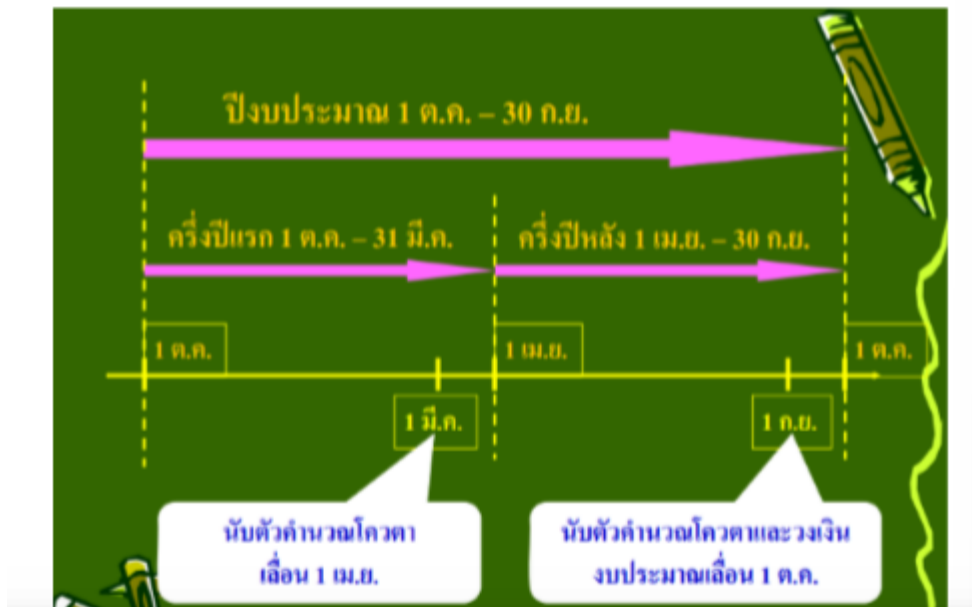 ปีงบประมาณ 1 ต.ค. – 30 ก.ย.
ครึ่งปีแรก 1 ต.ค. – 31 มี.ค.
ครึ่งปีหลัง 1 เม.ย. – 30 ก.ย.
1 ต.ค.
1 เม.ย.
1 ต.ค.
1 มี.ค.
1 ก.ย.
นับตัวคำนวณโควตา
เลื่อน 1 เม.ย.
นับตัวคำนวณโควตาและวงเงิน
งบประมาณเลื่อน 1 ต.ค.